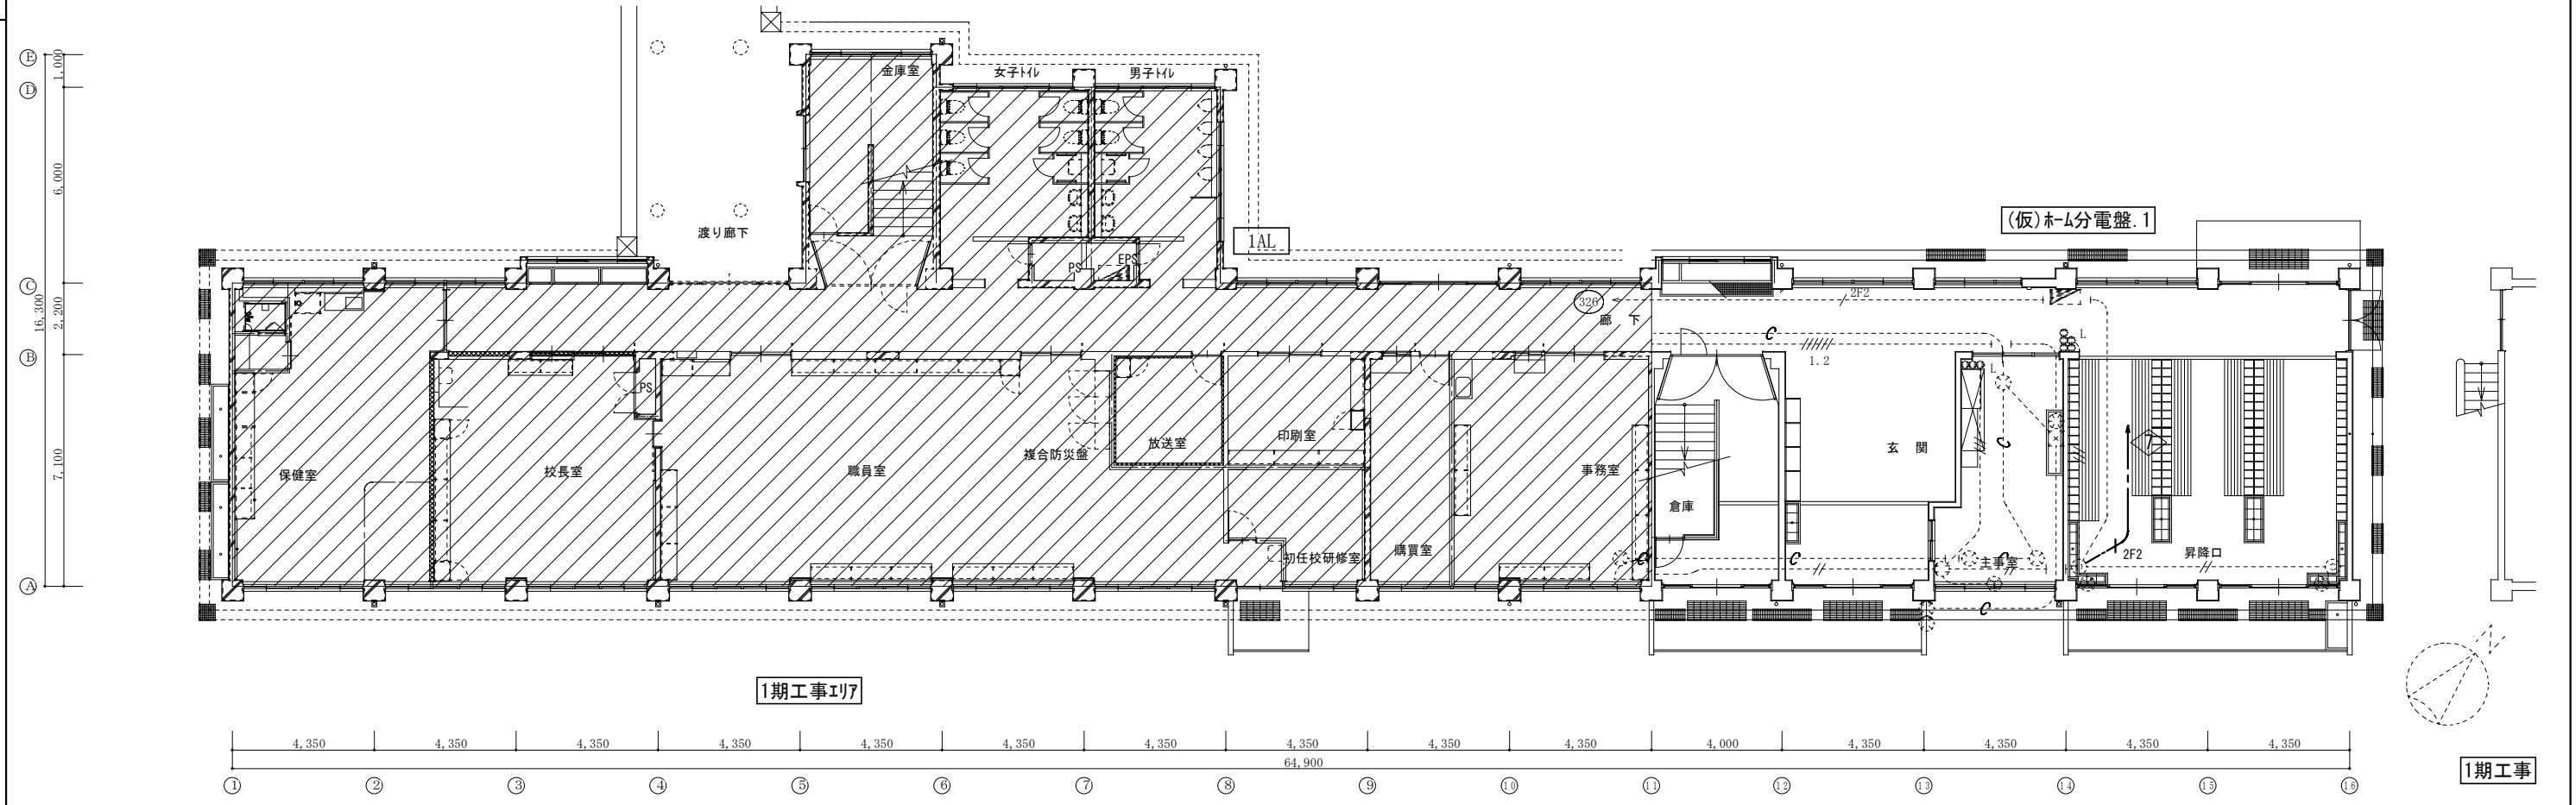 Ⓔ
1,000
Ⓓ
6,000
Ⓒ
16,300
2,200
Ⓑ
7,100
Ⓐ
金庫室
女子ﾄｲﾚ
男子ﾄｲﾚ
渡り廊下
1AL
(仮)ﾎｰﾑ分電盤.1
PS
EPS
326
廊 下
2F2
C
1.2
L
L
PS
C
保健室
校長室
職員室
複合防災盤
放送室
印刷室
初任校研修室
購買室
事務室
倉庫
玄 関
主事室
昇降口
2F2
C
C
C
C
1期工事ｴﾘｱ
4,350
4,350
4,350
4,350
4,350
4,350
4,350
4,350
4,350
4,350
4,000
4,350
4,350
4,350
4,350
64,900
① ② ③ ④ ⑤ ⑥ ⑦ ⑧ ⑨ ⑩ ⑪ ⑫ ⑬ ⑭ ⑮ ⑯
1期工事